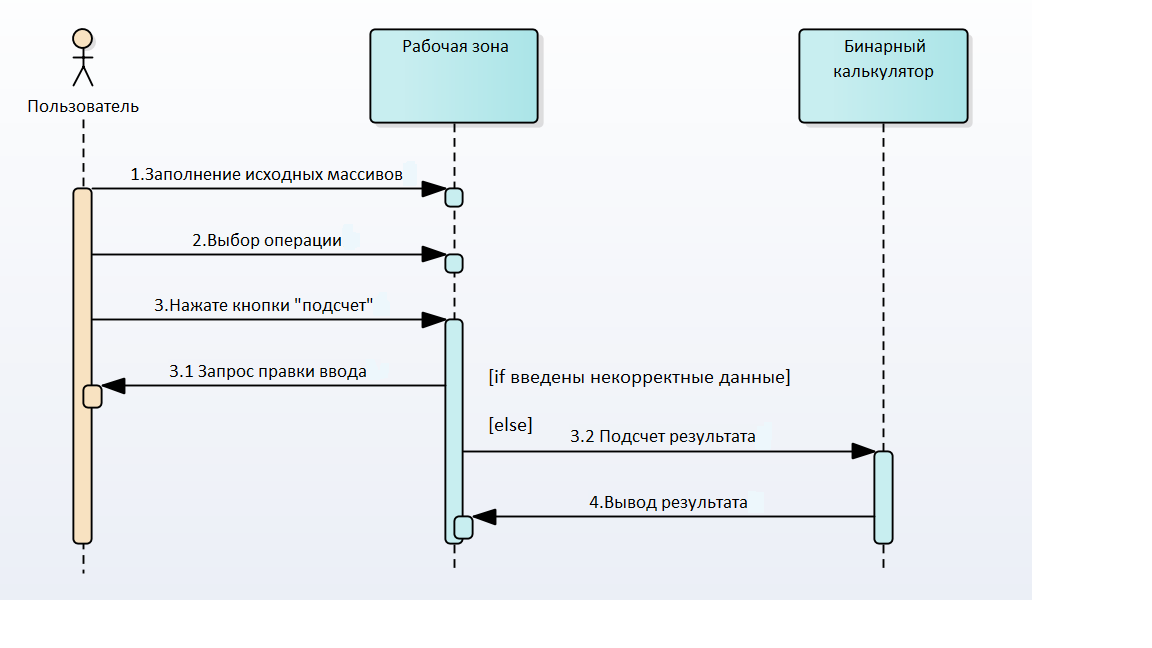 Пользователь
Рабочая зона
Бинарный
калькулятор
1.Заполнение исходных массивов
2.Выбор операции
3.Нажате кнопки "подсчет"
3.1 Запрос правки ввода
[if введены некорректные данные]
[else]
3.2 Подсчет результата
4.Вывод результата